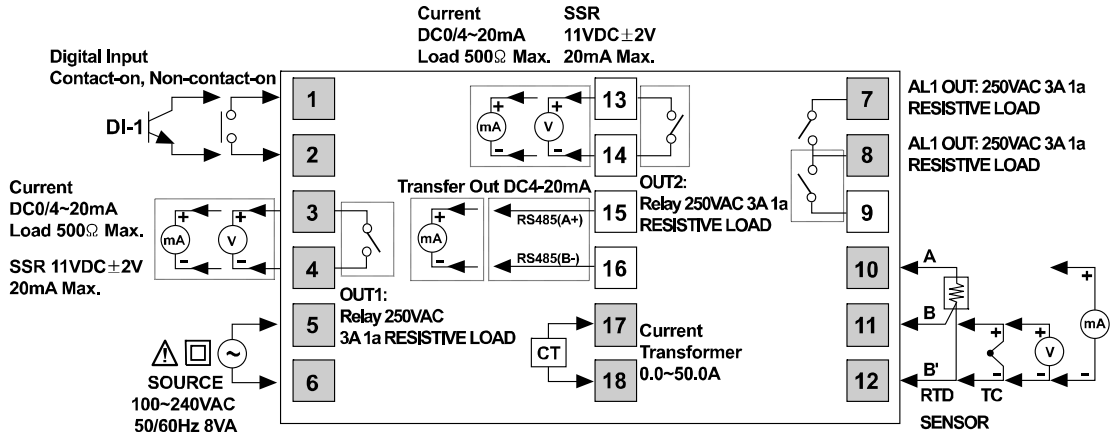 Current
DC0/4~20mA
Load 500Ω Max.
SSR
11VDC±2V
20mA Max.
Digital Input
Contact-on, Non-contact-on
DI-1
1
2
Current
DC0/4~20mA
Load 500Ω Max.
SSR 11VDC±2V
20mA Max.
+
mA
-
+
V
-
3
4
OUT1:
Relay 250VAC
3A 1a RESISTIVE LOAD
5
6
~
SOURCE
100~240VAC
50/60Hz 8VA
+
mA
-
+
V
-
13
14
OUT2:
Relay 250VAC 3A 1a
RESISTIVE LOAD
Transfer Out DC4-20mA
+
mA
-
RS485(A+)
RS485(B-)
15
16
CT
17
18
Current
Transformer
0.0~50.0A
7
AL1 OUT: 250VAC 3A 1a
RESISTIVE LOAD
8
AL1 OUT: 250VAC 3A 1a
RESISTIVE LOAD
9
10
11
12
A
B
B'
RTD
+
-
TC
+
V
-
+
mA
-
SENSOR